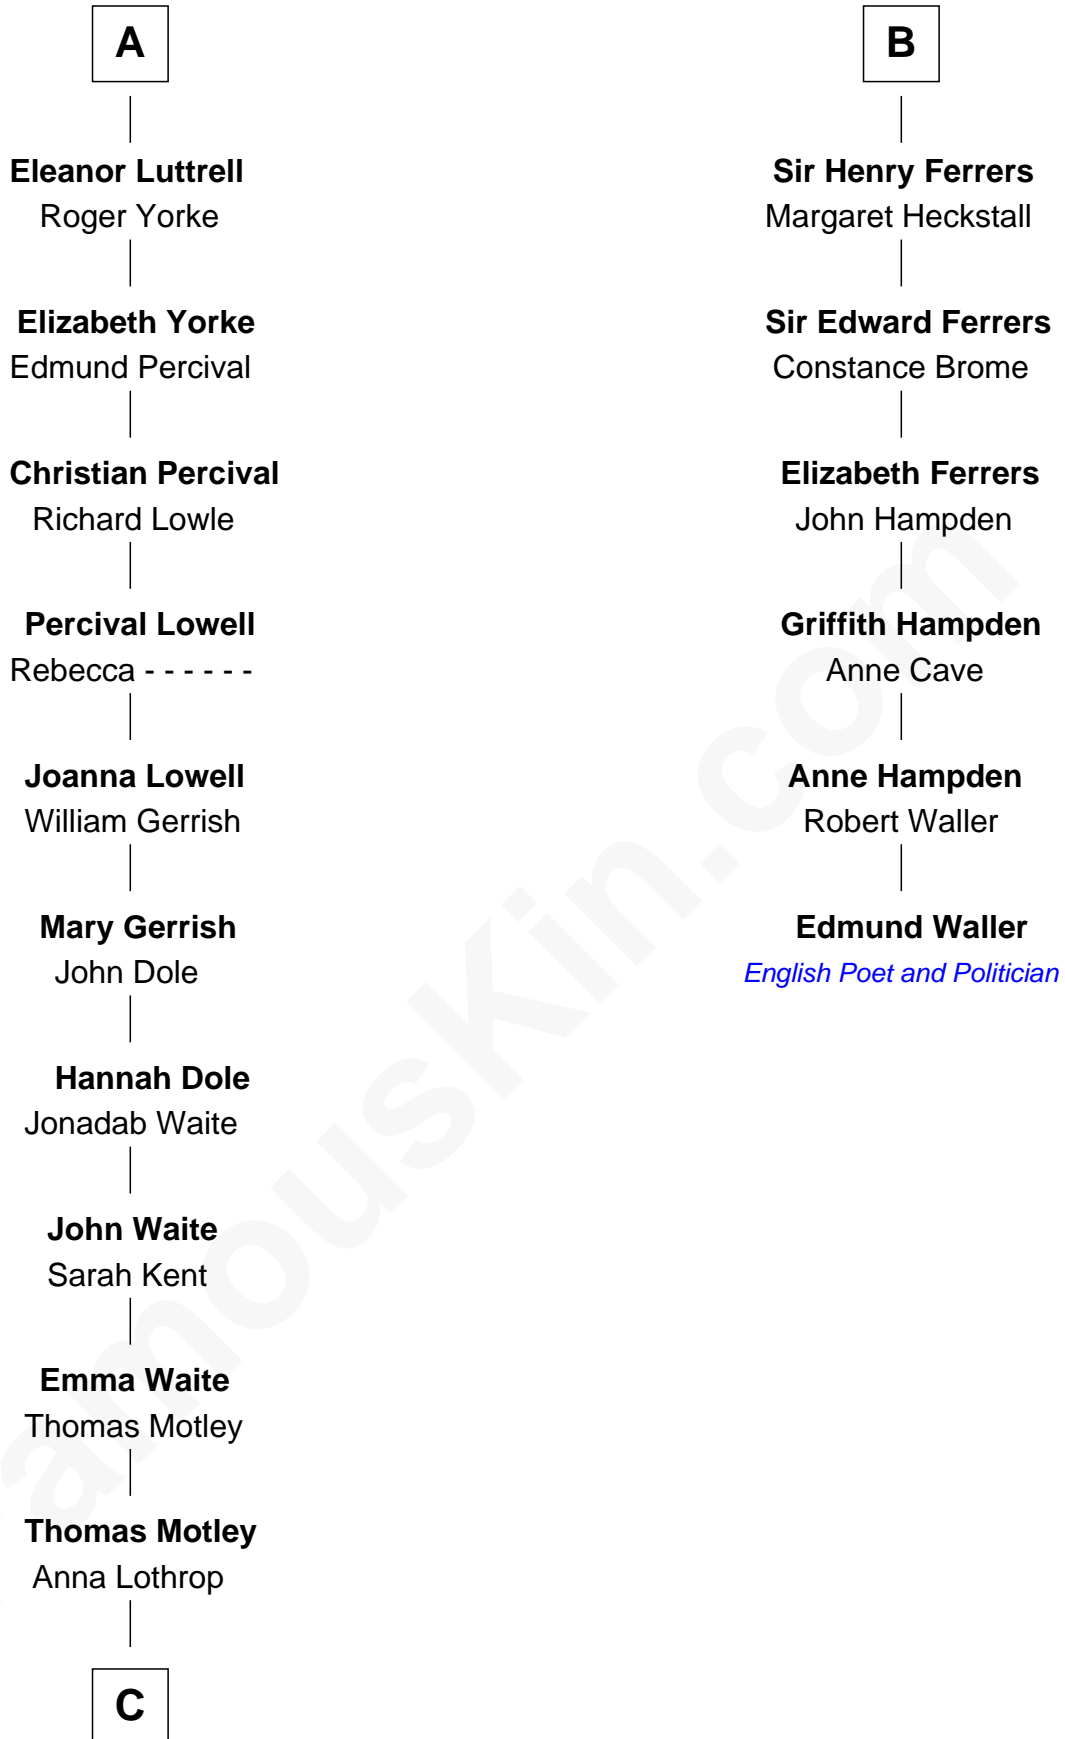 A
Eleanor Luttrell
Roger Yorke
Elizabeth Yorke
Edmund Percival
Christian Percival
Richard Lowle
Percival Lowell
Rebecca - - - - - -
Joanna Lowell
William Gerrish
Mary Gerrish
John Dole
Hannah Dole
Jonadab Waite
John Waite
Sarah Kent
Emma Waite
Thomas Motley
Thomas Motley
Anna Lothrop
C
B
Sir Henry Ferrers
Margaret Heckstall
Sir Edward Ferrers
Constance Brome
Elizabeth Ferrers
John Hampden
Griffith Hampden
Anne Cave
Anne Hampden
Robert Waller
Edmund Waller
English Poet and Politician
amouskin.com